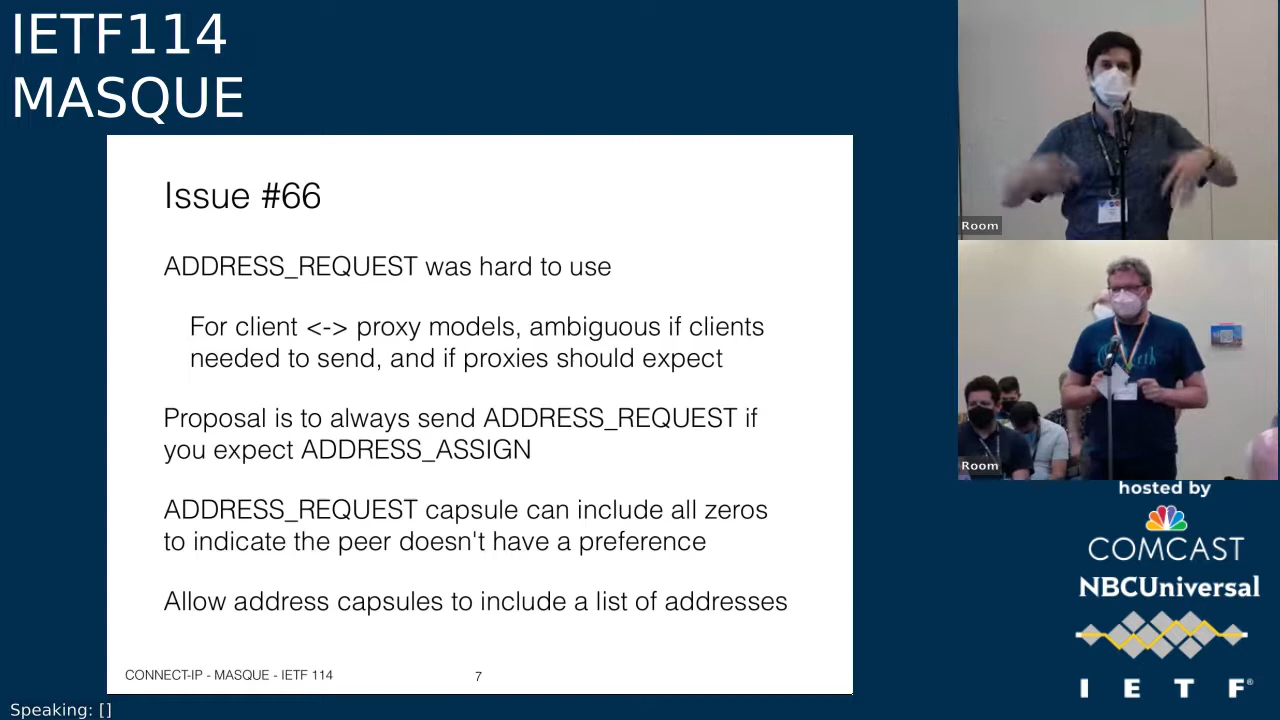 IETF114
MASQUE
Issue #66
ADDRESS_REQUEST was hard to use
For client <-> proxy models, ambiguous if clients
needed to send, and if proxies should expect
Proposal is to always send ADDRESS_REQUEST if
you expect ADDRESS_ASSIGN
ADDRESS_REQUEST capsule can include all zeros
to indicate the peer doesn't have a preference
Allow address capsules to include a list of addresses
CONNECT-IP - MASQUE - IETF 114
7
Room
Room
hosted by
COMCAST
NBCUniversal
I E T F®
Speaking: []